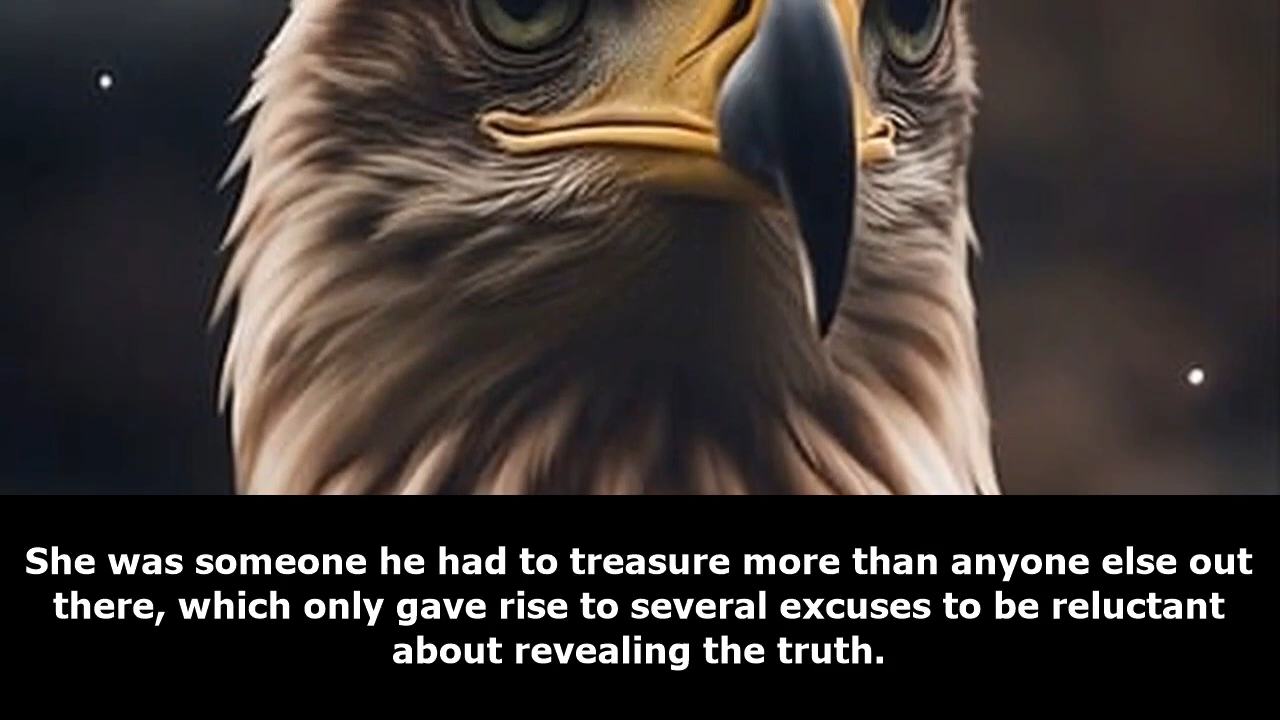 She was someone he had to treasure more than anyone else out
there, which only gave rise to several excuses to be reluctant
about revealing the truth.